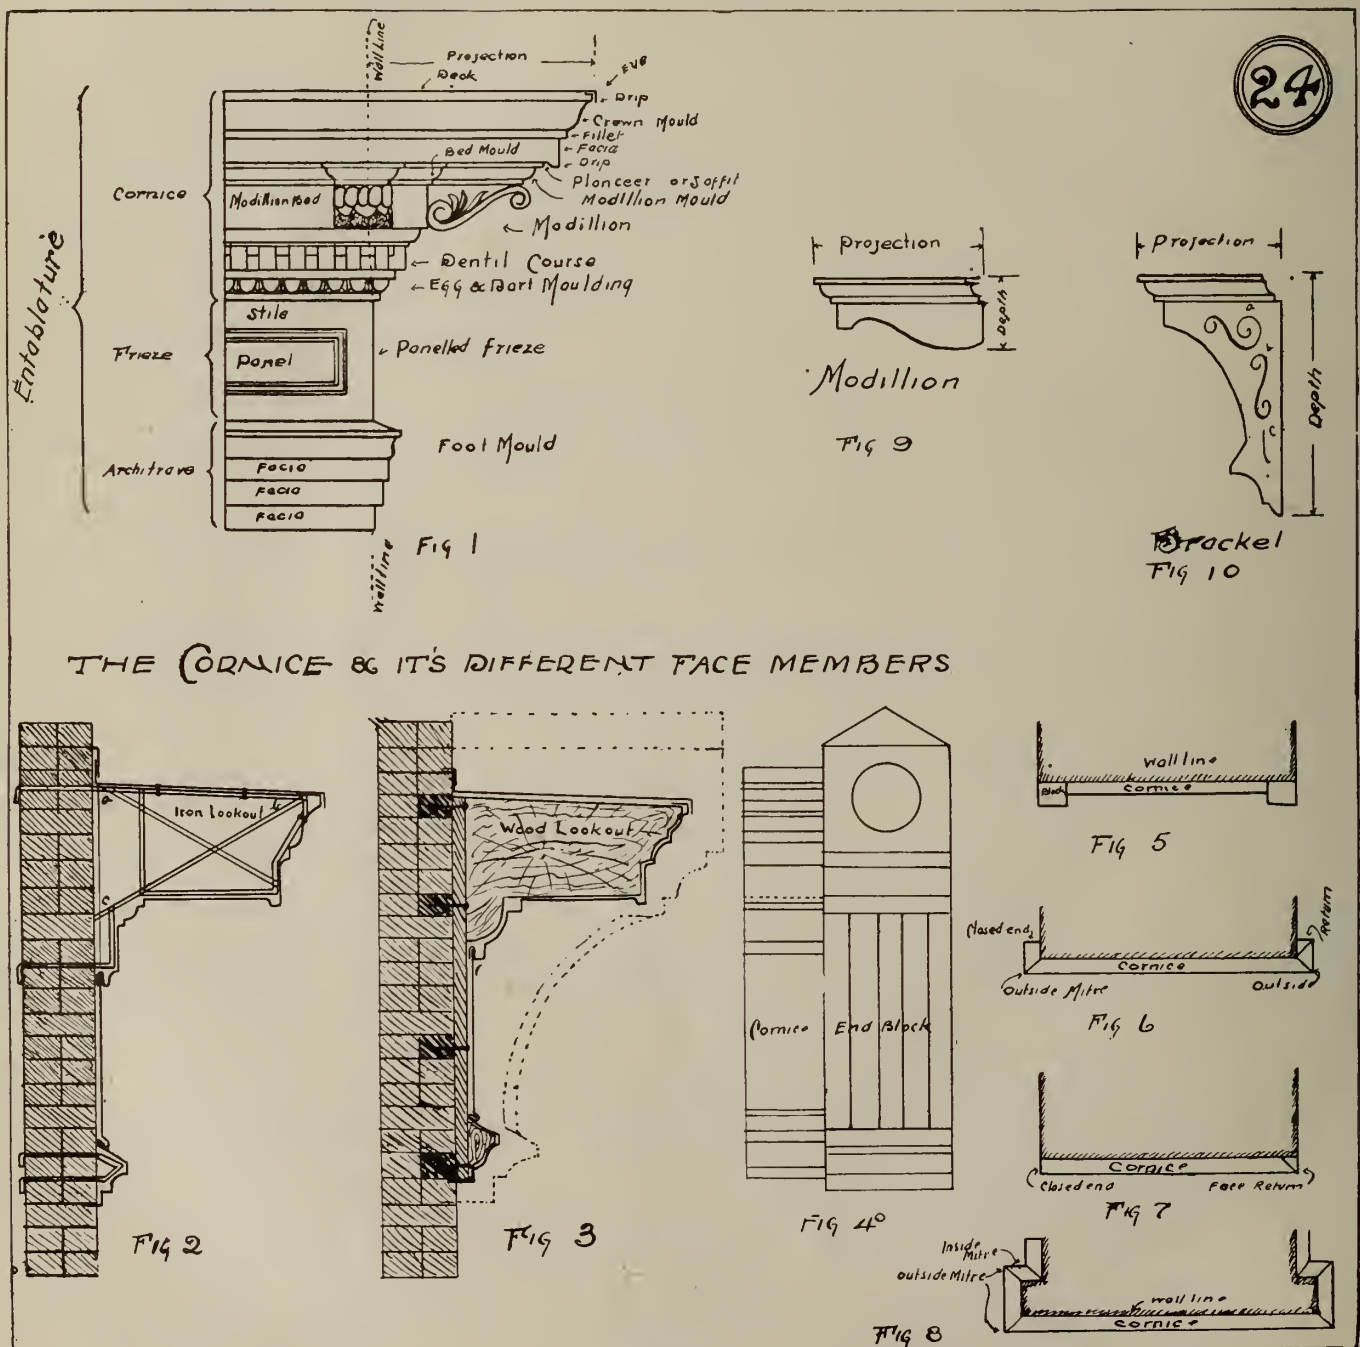 24
Wall Line
Projection
Deck
Eve
Drip
Crown Mould
Fillet
Facia
Drip
Bed Mould
Plonceer or Soffit
Modillion Mould
Modillion Bed
Modillion
Cornice
Dentil Course
Egg & Dart Moulding
Stile
Frieze
Panel
Panelled Frieze
Entablature
Foot Mould
Architrave
Facia
Facia
Facia
Fig 1
Wall line
Projection
Depth
Modillion
Fig 9
Projection
a
c
Depth
Bracket
Fig 10
THE CORNICE & IT'S DIFFERENT FACE MEMBERS
a
Iron Lookout
c
Fig 2
Wood Lookout
Fig 3
Cornice
End Block
Fig 4
wall line
Block
Cornice
Fig 5
Closed end
Return
Cornice
Outside Mitre
Outside
Fig 6
Cornice
Closed end
Face Return
Fig 7
Inside
Mitre
outside Mitre
wall line
Cornice
Fig 8